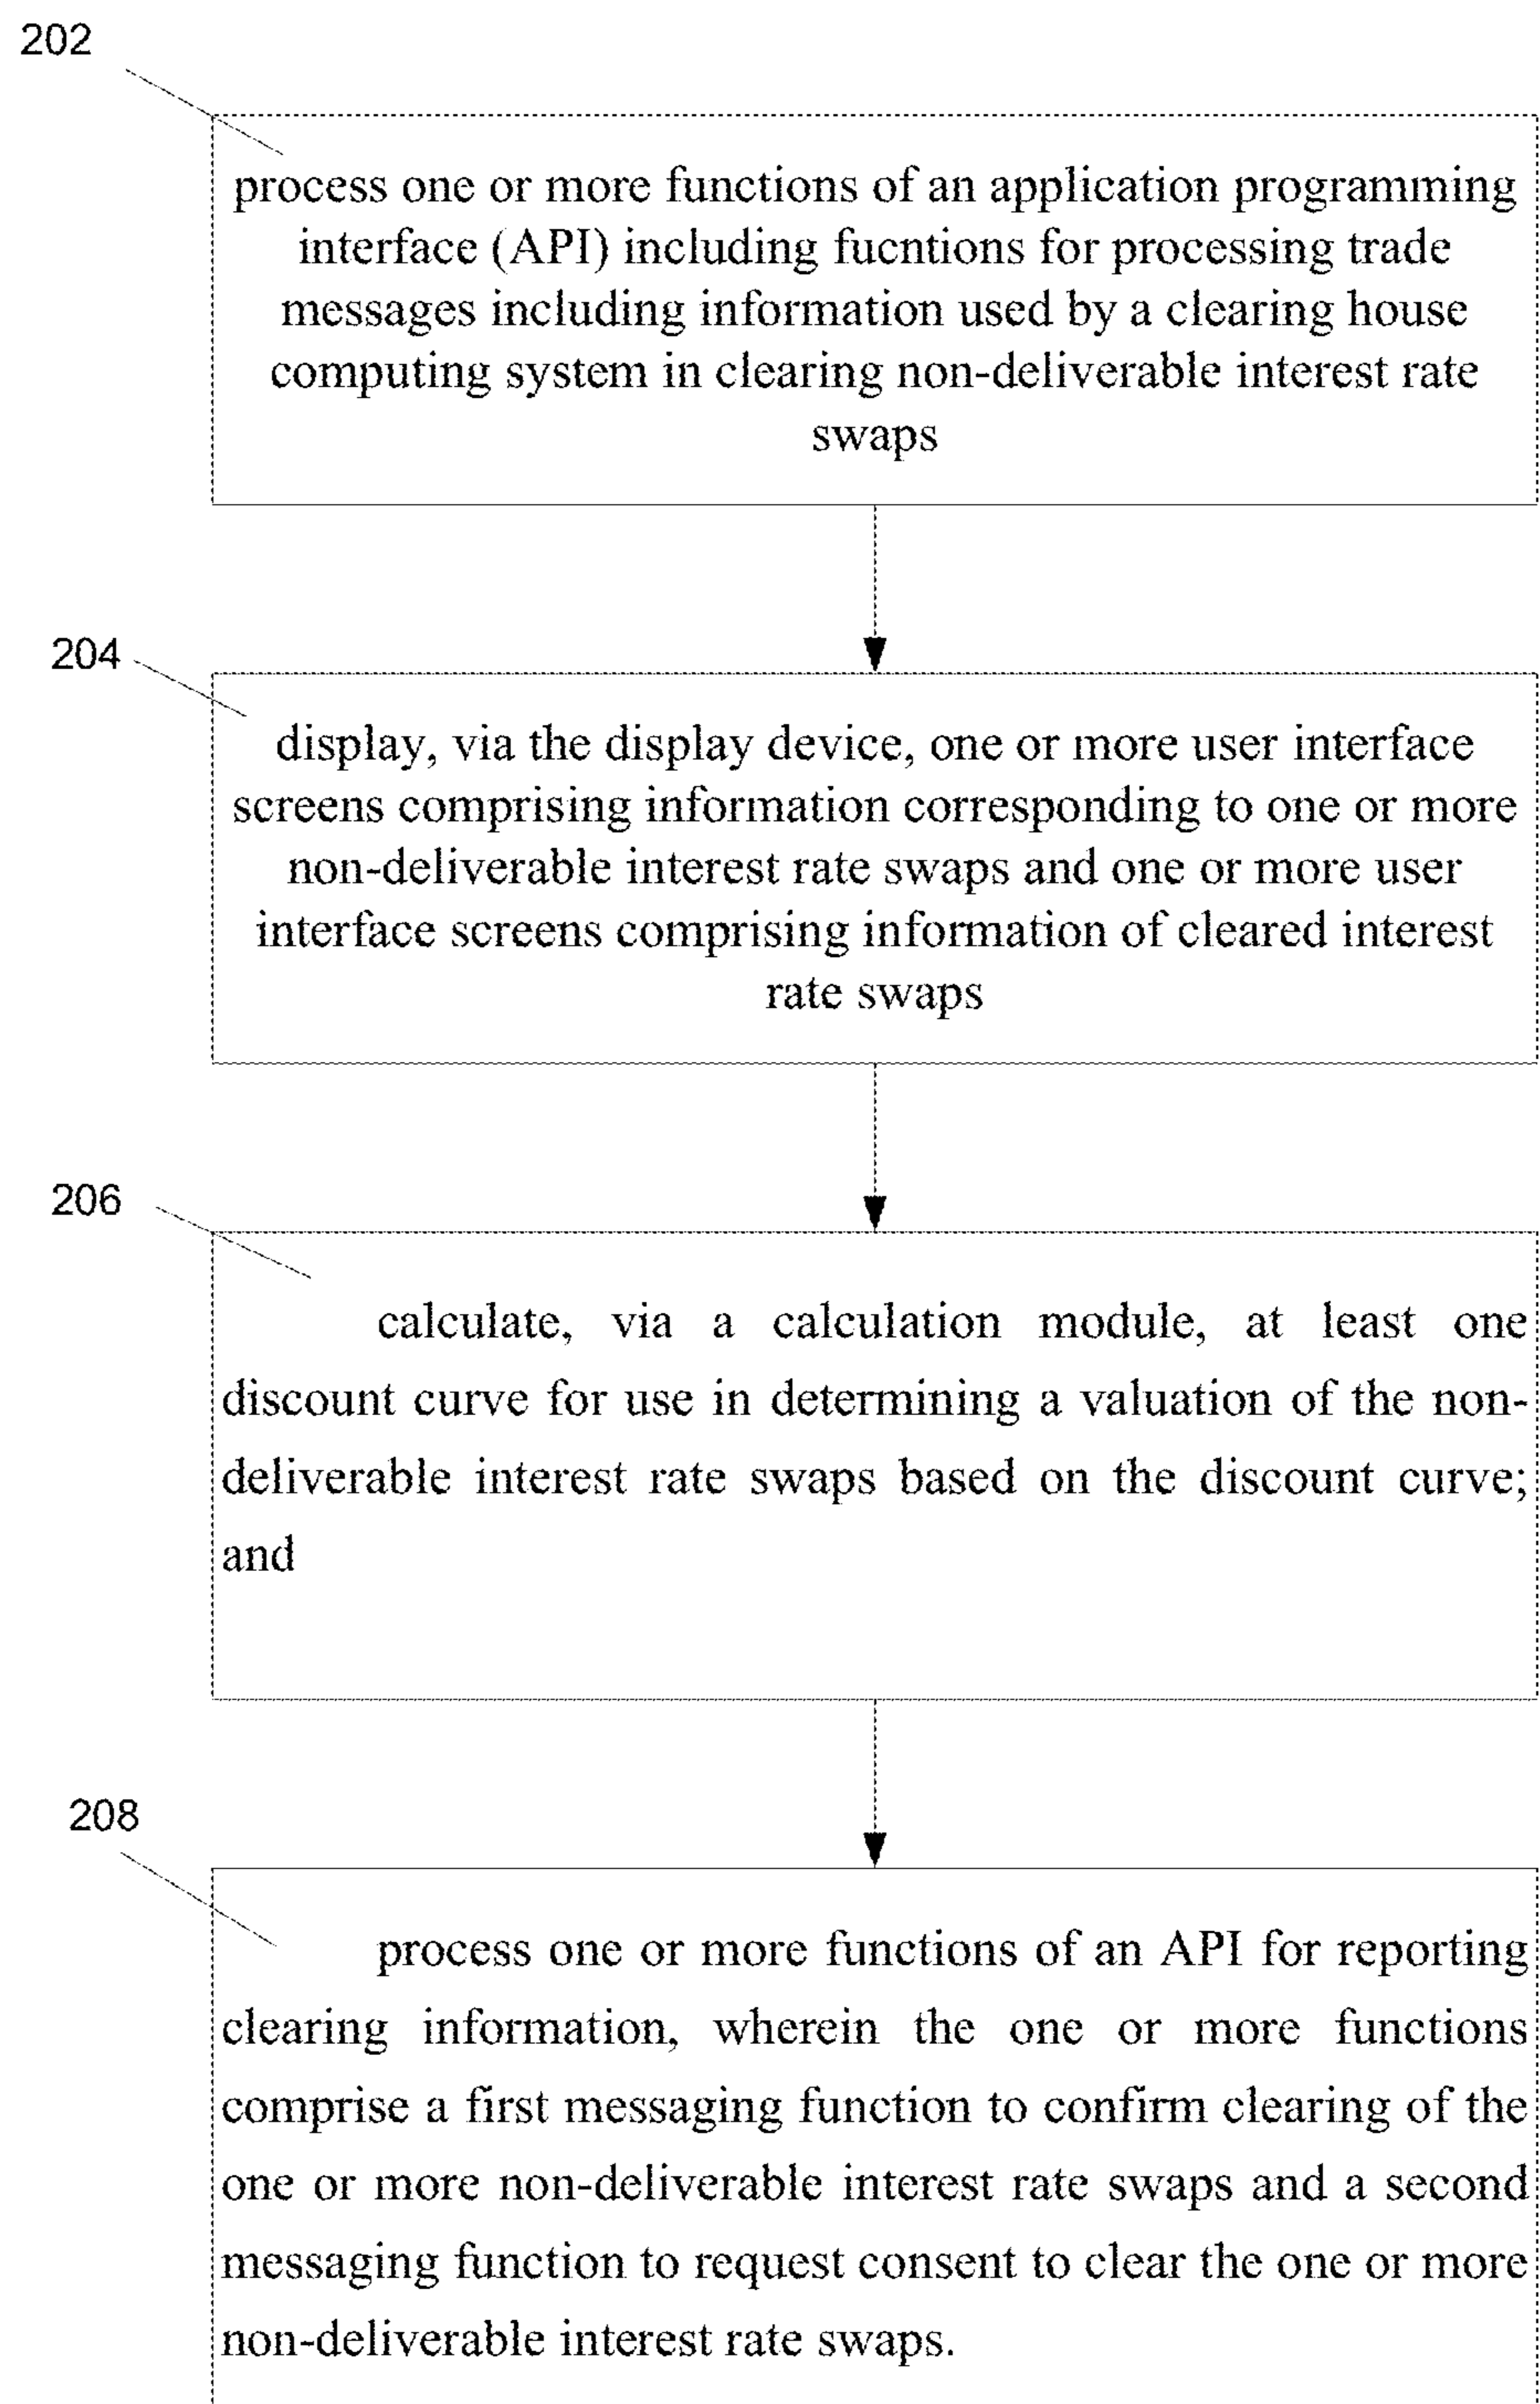 202
process one or more functions of an application programming
interface (API) including fucntions for processing trade
messages including information used by a clearing house
computing system in clearing non-deliverable interest rate
swaps
204
display, via the display device, one or more user interface
screens comprising information corresponding to one or more
non-deliverable interest rate swaps and one or more user
interface screens comprising information of cleared interest
rate swaps
206
calculate, via a calculation module, at least one
discount curve for use in determining a valuation of the non-
deliverable interest rate swaps based on the discount curve;
and
208
process one or more functions of an API for reporting
clearing information, wherein the one or more functions
comprise a first messaging function to confirm clearing of the
one or more non-deliverable interest rate swaps and a second
messaging function to request consent to clear the one or more
non-deliverable interest rate swaps.